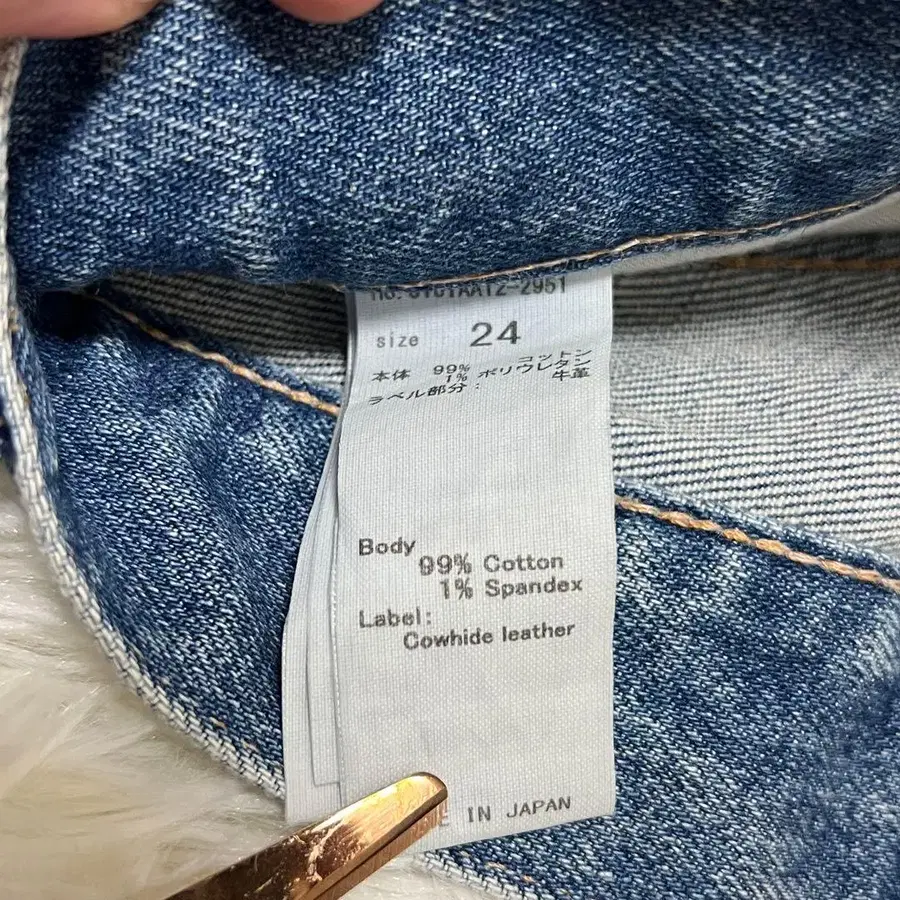 size 24
本体 99% コットン
1% ポリウレタン
ラベル部分: 牛革
Body
99% Cotton
1% Spandex
Label:
Cowhide leather
IN JAPAN